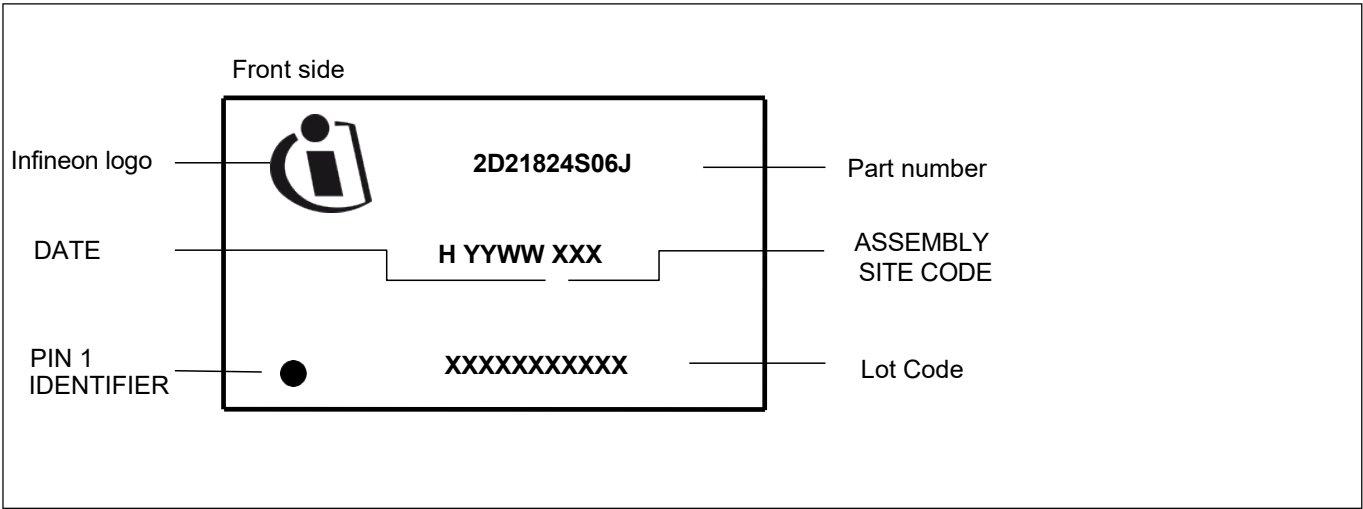 Front side
Infineon logo
2D21824S06J
Part number
DATE
H YYWW XXX
ASSEMBLY
SITE CODE
PIN 1
IDENTIFIER
XXXXXXXXXXX
Lot Code